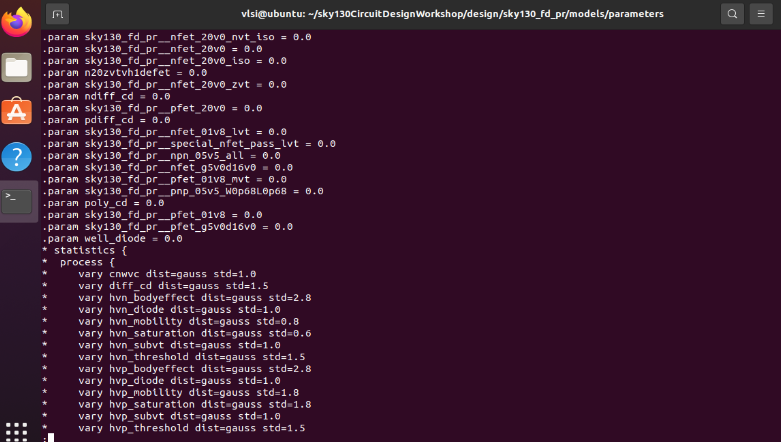 vlsi@ubuntu: ~/sky130CircuitDesignWorkshop/design/sky130_fd_pr/models/parameters
.param sky130_fd_pr__nfet_20v0_nvt_iso = 0.0
.param sky130_fd_pr__nfet_20v0 = 0.0
.param sky130_fd_pr__nfet_20v0_iso = 0.0
.param n20zvtvh1defet = 0.0
.param sky130_fd_pr__nfet_20v0_zvt = 0.0
.param ndiff_cd = 0.0
.param sky130_fd_pr__pfet_20v0 = 0.0
.param pdiff_cd = 0.0
.param sky130_fd_pr__nfet_01v8_lvt = 0.0
.param sky130_fd_pr__special_nfet_pass_lvt = 0.0
.param sky130_fd_pr__npn_05v5_all = 0.0
.param sky130_fd_pr__nfet_g5v0d16v0 = 0.0
.param sky130_fd_pr__pfet_01v8_mvt = 0.0
.param sky130_fd_pr__pnp_05v5_W0p68L0p68 = 0.0
.param poly_cd = 0.0
.param sky130_fd_pr__pfet_01v8 = 0.0
.param sky130_fd_pr__pfet_g5v0d16v0 = 0.0
.param well_diode = 0.0
* statistics {
*   process {
*      vary cnwvc dist=gauss std=1.0
*      vary diff_cd dist=gauss std=1.5
*      vary hvn_bodyeffect dist=gauss std=2.8
*      vary hvn_diode dist=gauss std=1.0
*      vary hvn_mobility dist=gauss std=0.8
*      vary hvn_saturation dist=gauss std=0.6
*      vary hvn_subvt dist=gauss std=1.0
*      vary hvn_threshold dist=gauss std=1.5
*      vary hvp_bodyeffect dist=gauss std=2.8
*      vary hvp_diode dist=gauss std=1.0
*      vary hvp_mobility dist=gauss std=1.8
*      vary hvp_saturation dist=gauss std=1.8
*      vary hvp_subvt dist=gauss std=1.0
*      vary hvp_threshold dist=gauss std=1.5
: